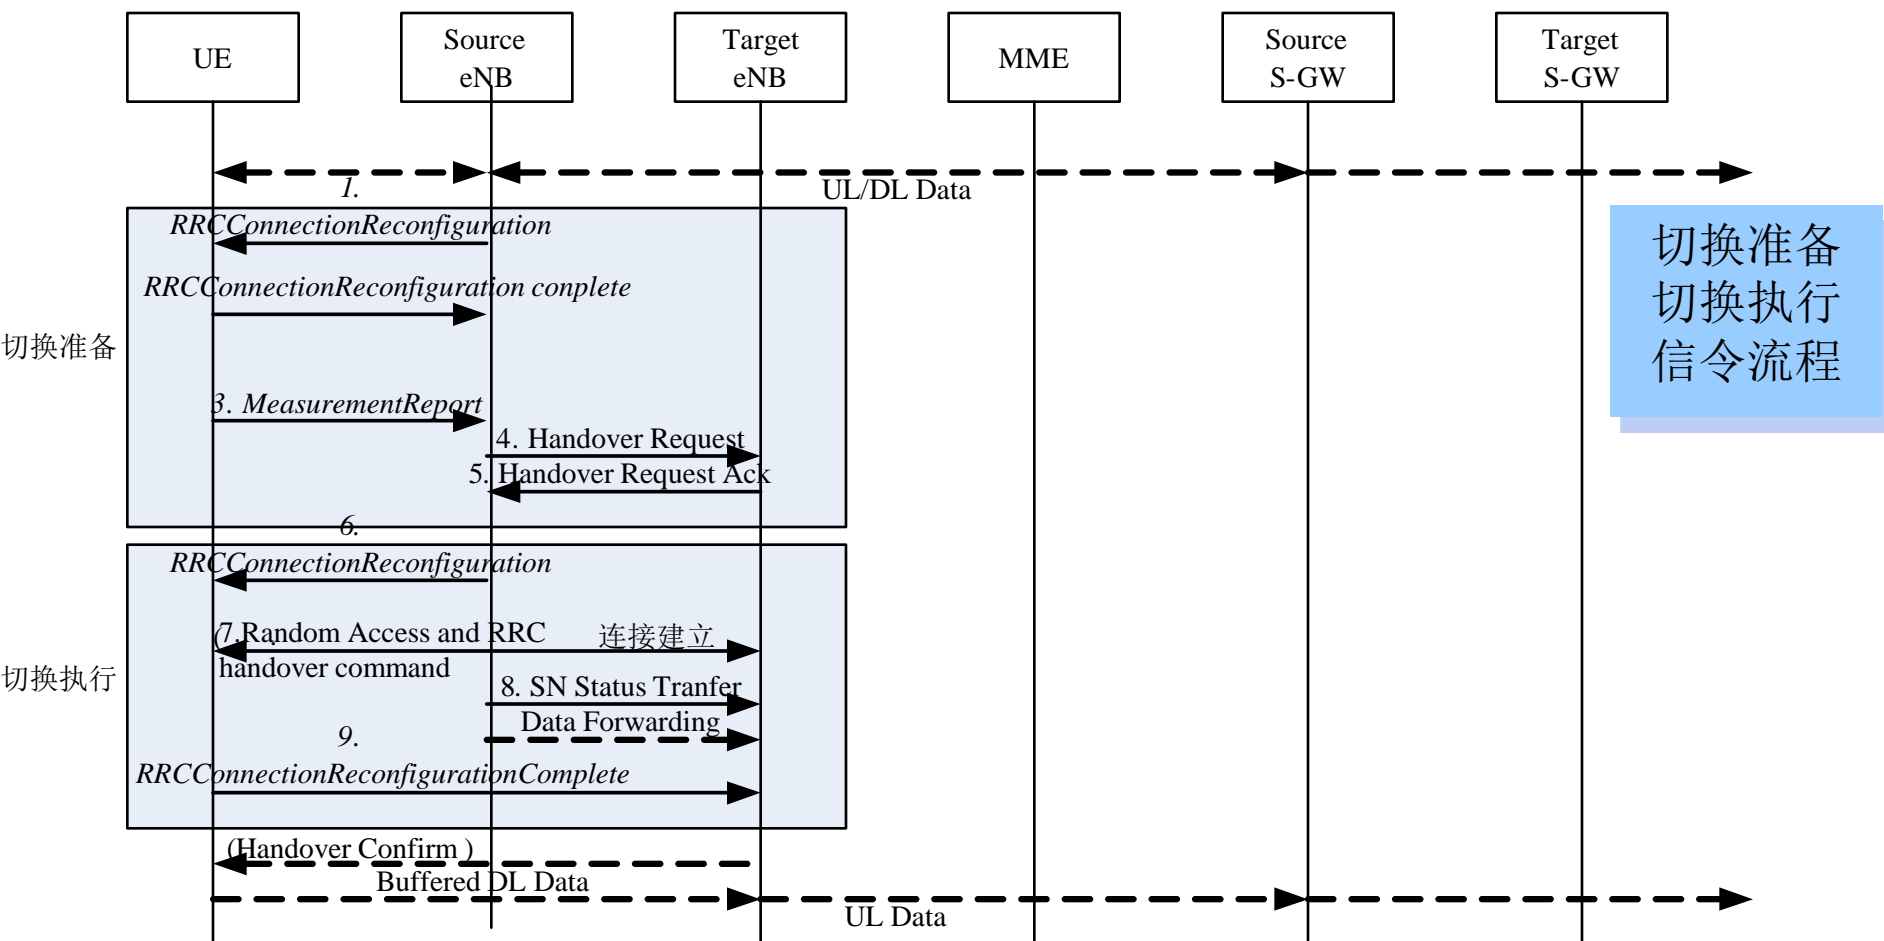 UE
Source
eNB
Target
eNB
MME
Source
S-GW
Target
S-GW
1.
UL/DL Data
RRCConnectionReconfiguration
RRCConnectionReconfiguration conplete
切换准备
3. MeasurementReport
4. Handover Request
5. Handover Request Ack
6.
RRCConnectionReconfiguration
(7.Random Access and RRC 连接建立
handover command
切换执行
8. SN Status Tranfer
Data Forwarding
9.
RRCConnectionReconfigurationComplete
(Handover Confirm )
Buffered DL Data
UL Data
切换准备
切换执行
信令流程